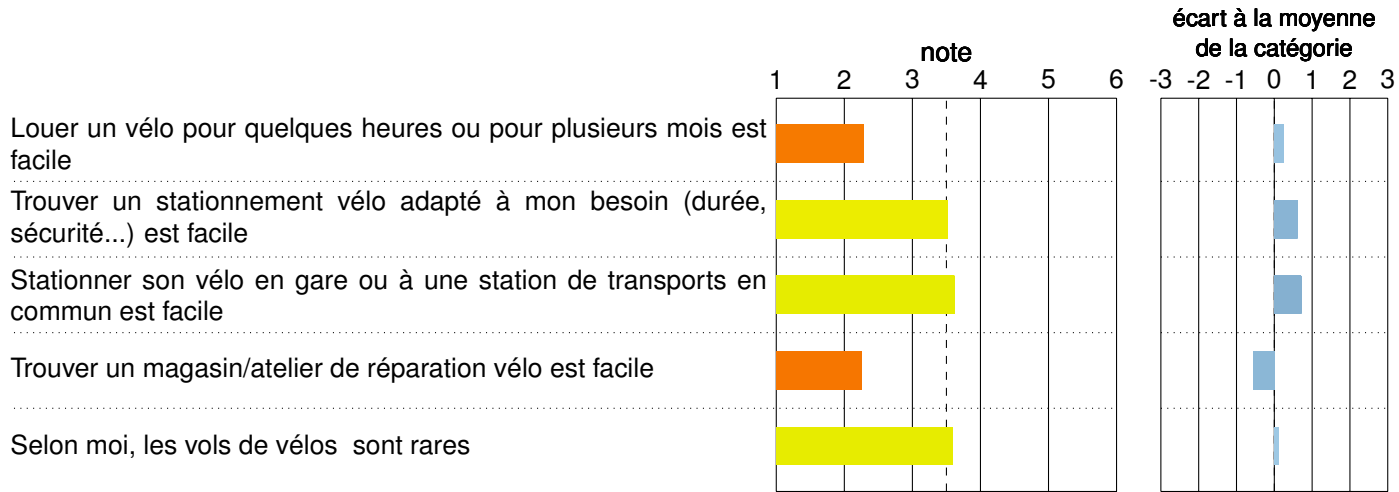 écart à la moyenne
de la catégorie
note
1 2 3 4 5 6
-3 -2 -1 0 1 2 3
Louer un vélo pour quelques heures ou pour plusieurs mois est
facile
Trouver un stationnement vélo adapté à mon besoin (durée,
sécurité...) est facile
Stationner son vélo en gare ou à une station de transports en
commun est facile
Trouver un magasin/atelier de réparation vélo est facile
Selon moi, les vols de vélos sont rares